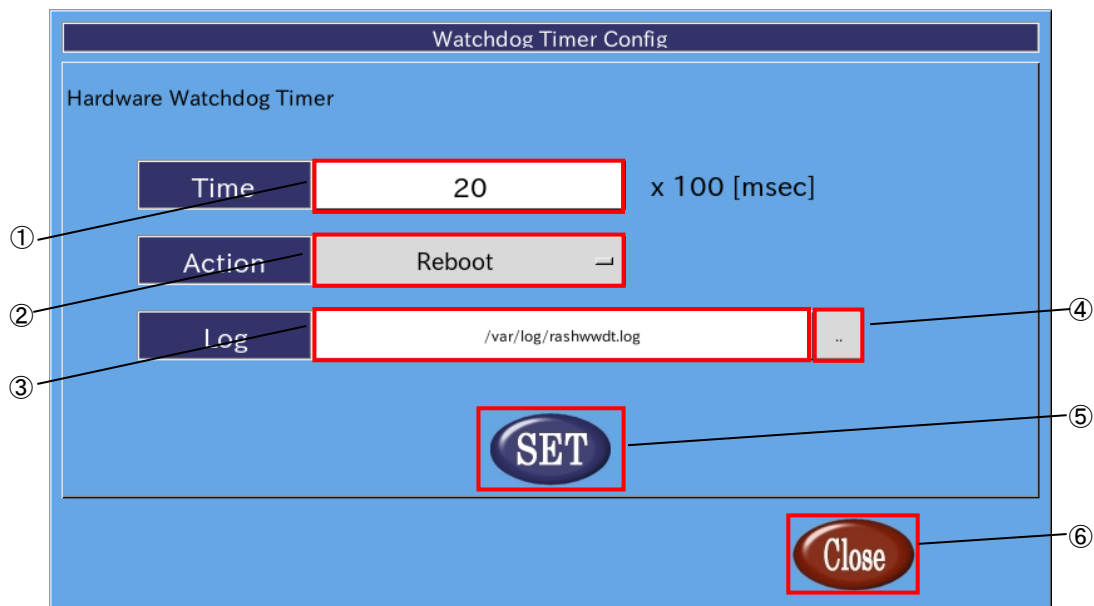 Watchdog Timer Config
Hardware Watchdog Timer
Time 20 x 100 [msec]
①
Action Reboot
②
Log /var/log/rashwwdt.log ..
④
③
SET
⑤
Close
⑥